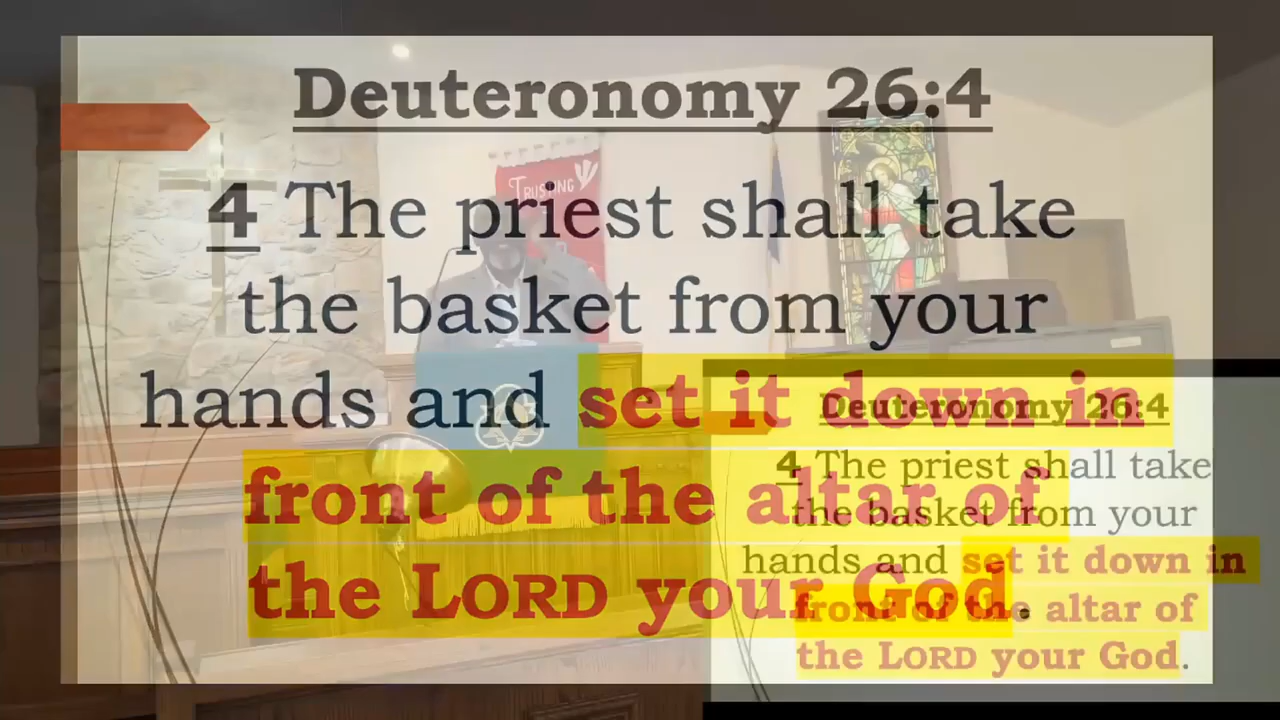 Deuteronomy 26:4
4 The priest shall take
the basket from your
hands and set it down in
front of the altar of
the LORD your God.
TRUSTING
Deuteronomy 26:4
4 The priest shall take
the basket from your
hands and set it down in
front of the altar of
the LORD your God.